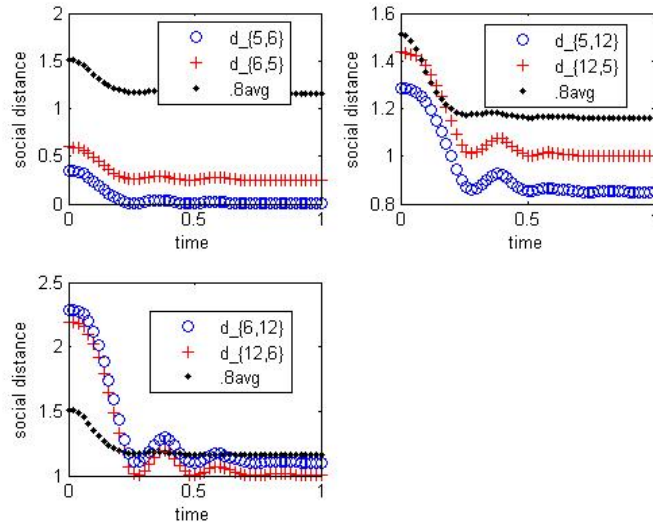 social distance
2
1.5
1
0.5
0
0
0.5
1
time
d_{5,6}
d_{6,5}
.8avg
social distance
1.6
1.4
1.2
1
0.8
0
0.5
1
time
d_{5,12}
d_{12,5}
.8avg
social distance
2.5
2
1.5
1
0
0.5
1
time
d_{6,12}
d_{12,6}
.8avg